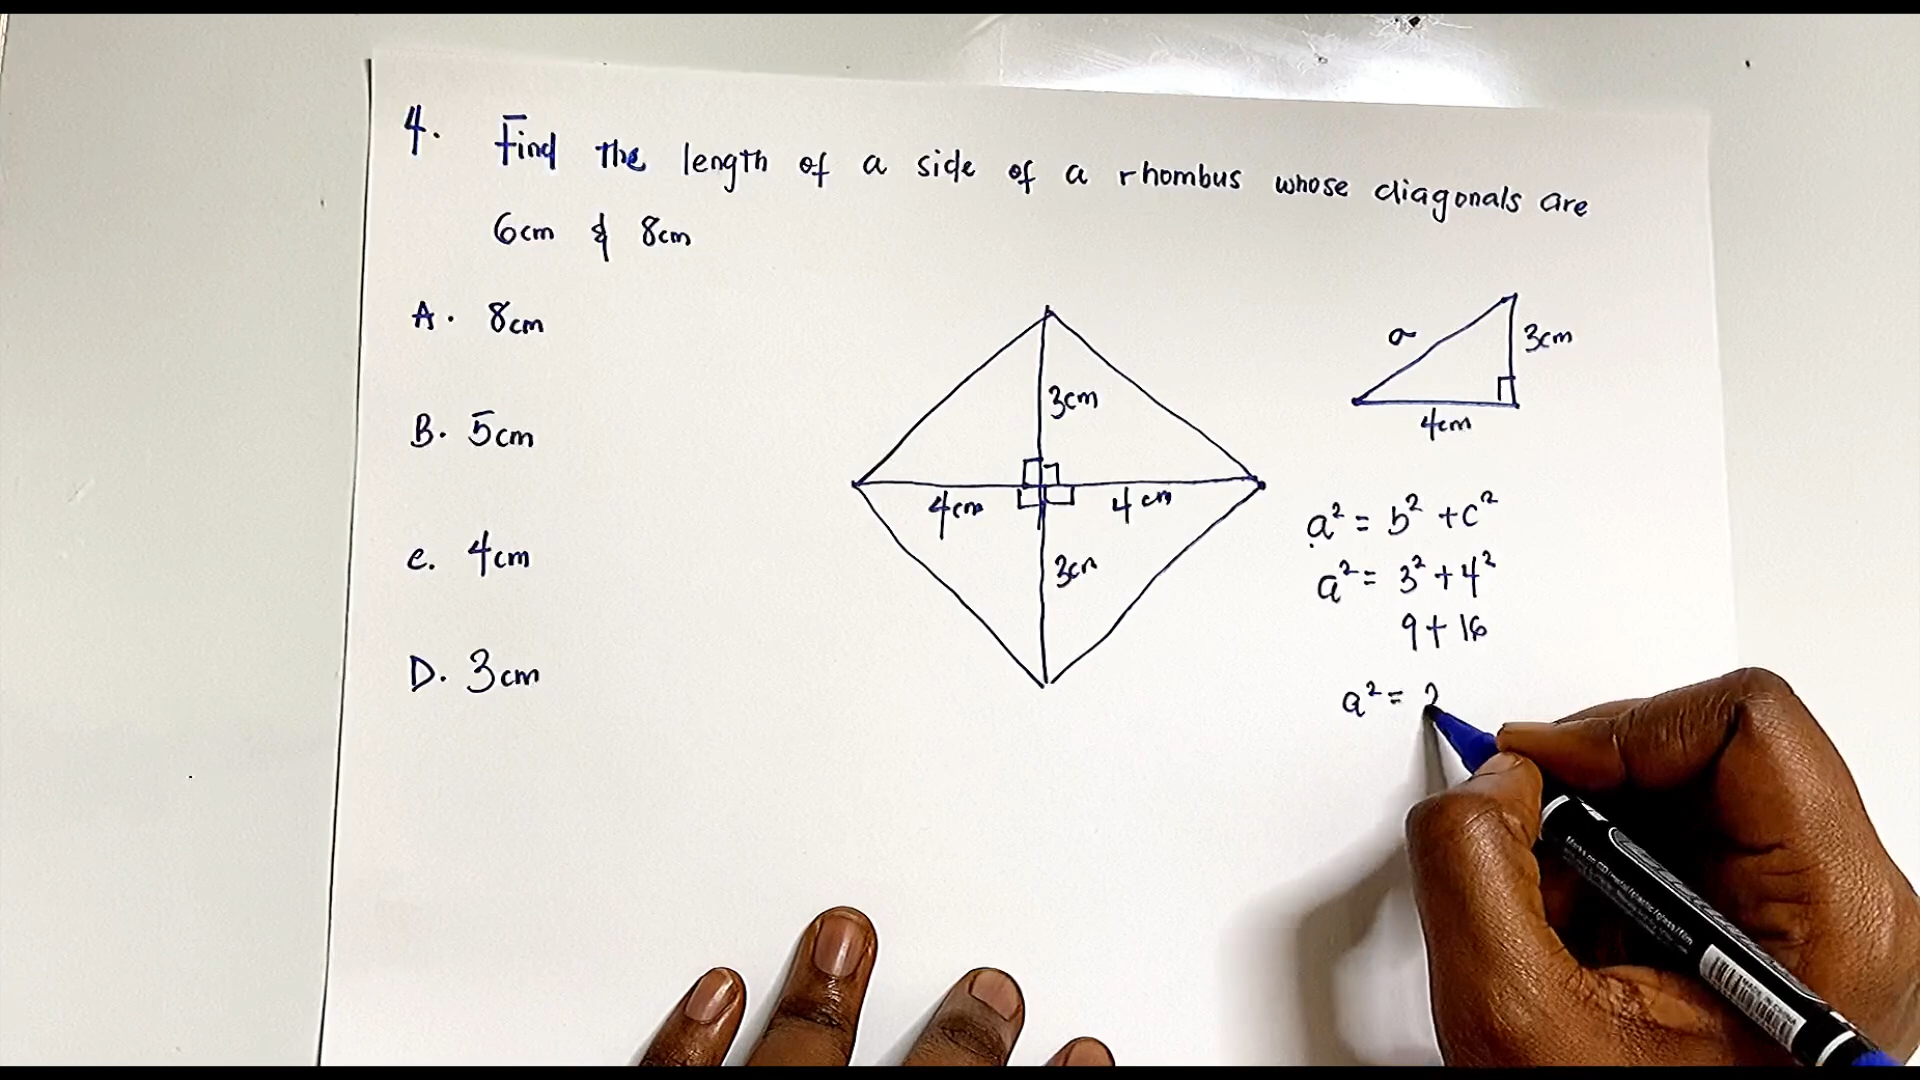 4. Find the length of a side of a rhombus whose diagonals are
6cm & 8cm
A. 8cm
B. 5cm
C. 4cm
D. 3cm
3cm
4cm
4cm
3cm
a
3cm
4cm
a² = b² + c²
a² = 3² + 4²
9 + 16
a² = 2